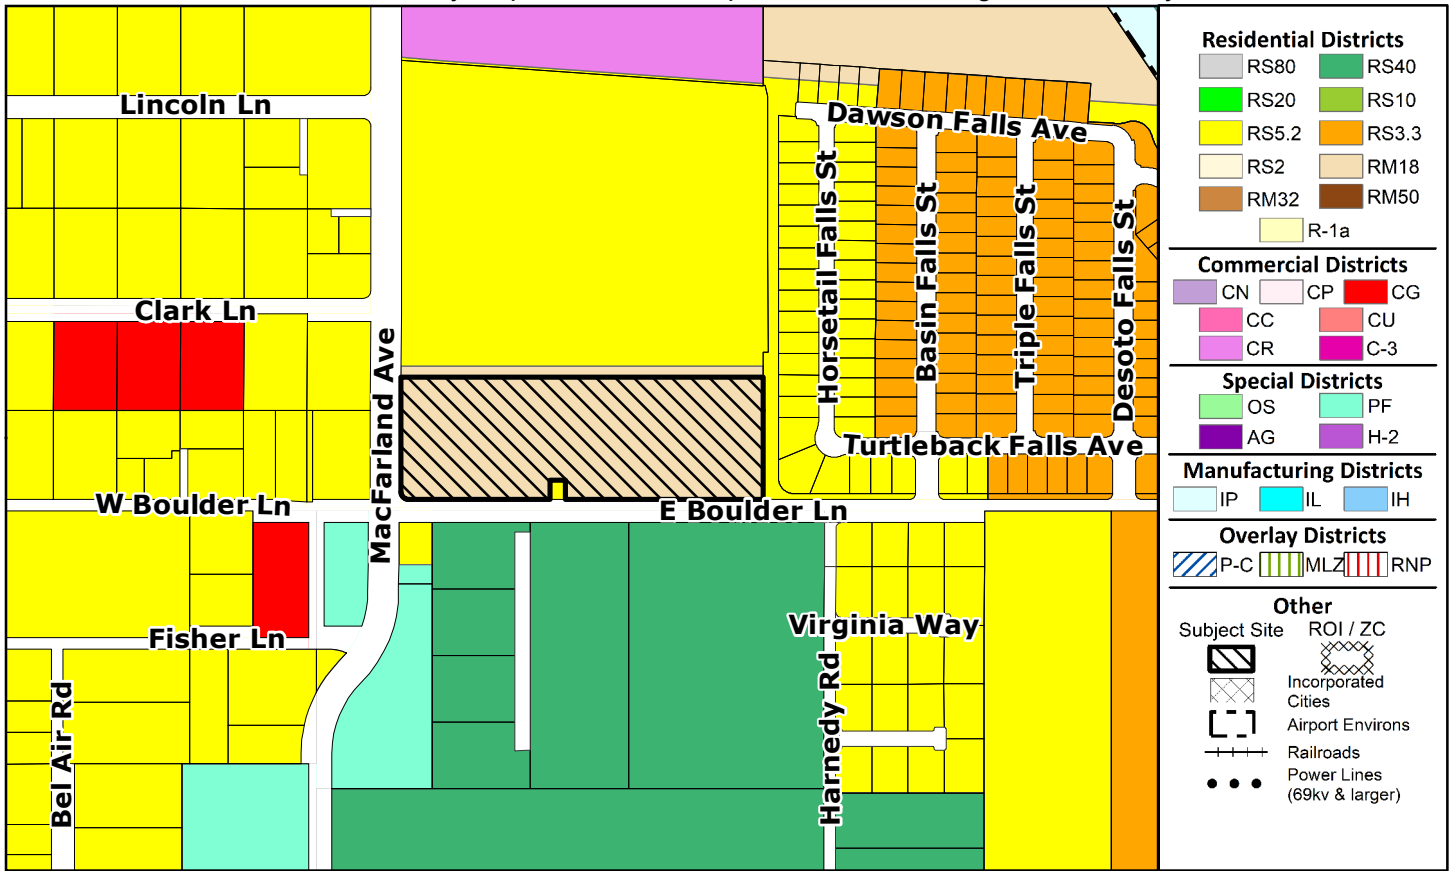 Lincoln Ln
Dawson Falls Ave
Horsetail Falls St
Basin Falls St
Triple Falls St
Desoto Falls St
Clark Ln
MacFarland Ave
Turtleback Falls Ave
W Boulder Ln
E Boulder Ln
Virginia Way
Fisher Ln
Harnedy Rd
Bel Air Rd
Residential Districts
RS80 RS40
RS20 RS10
RS5.2 RS3.3
RS2 RM18
RM32 RM50
R-1a
Commercial Districts
CN CP CG
CC CU
CR C-3
Special Districts
OS PF
AG H-2
Manufacturing Districts
IP IL IH
Overlay Districts
P-C MLZ RNP
Other
Subject Site ROI / ZC
Incorporated
Cities
Airport Environs
Railroads
Power Lines
(69kv & larger)